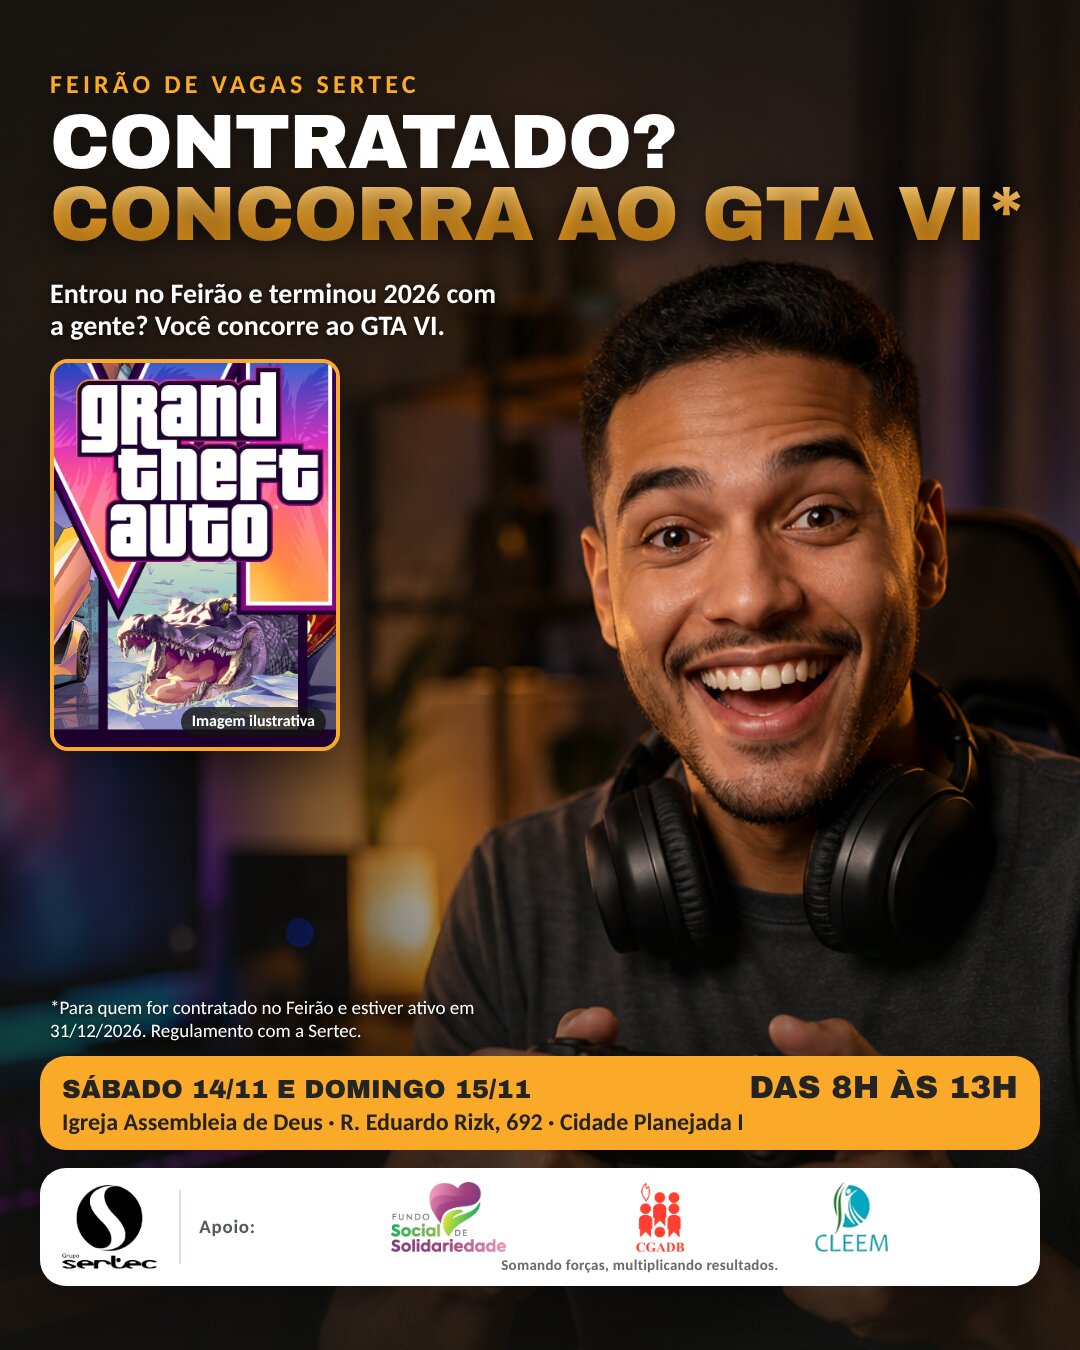 FEIRÃO DE VAGAS SERTEC
CONTRATADO?
CONCORRA AO GTA VI*
Entrou no Feirão e terminou 2026 com
a gente? Você concorre ao GTA VI.
grand
theft
auto
Imagem ilustrativa
*Para quem for contratado no Feirão e estiver ativo em
31/12/2026. Regulamento com a Sertec.
SÁBADO 14/11 E DOMINGO 15/11
DAS 8H ÀS 13H
Igreja Assembleia de Deus · R. Eduardo Rizk, 692 · Cidade Planejada I
Grupo
sertec
Apoio:
FUNDO
Social DE
Solidariedade
CGADB
CLEEM
Somando forças, multiplicando resultados.